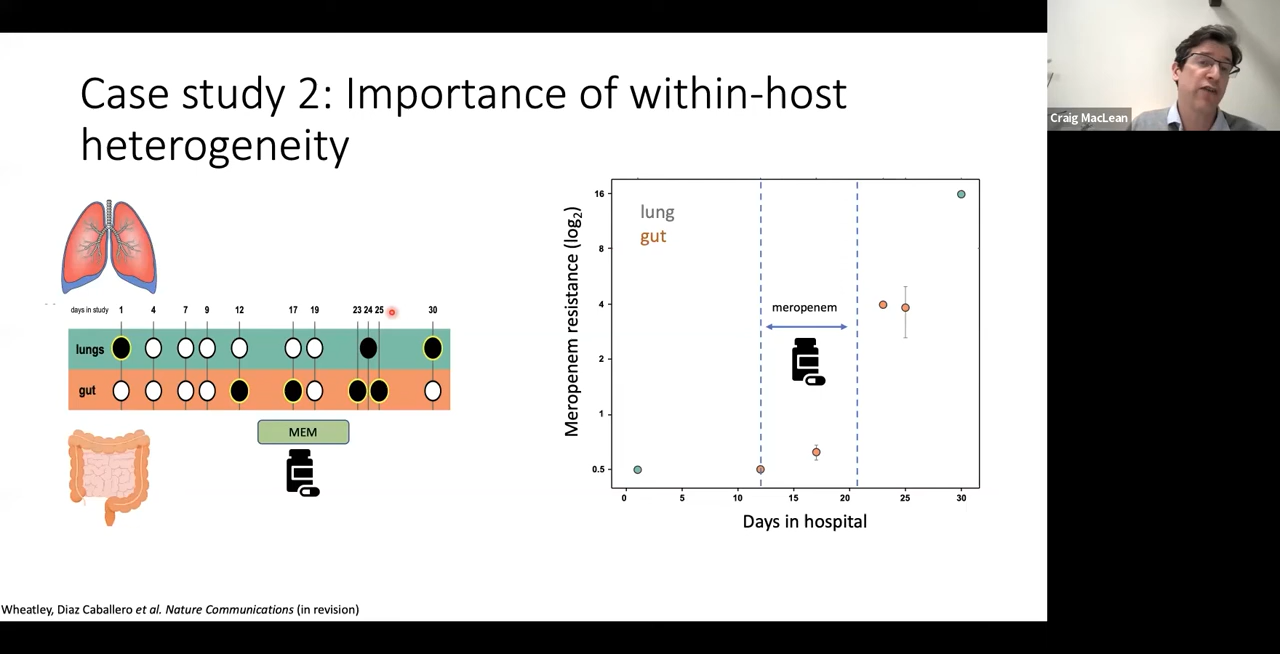 Case study 2: Importance of within-host
heterogeneity
Craig MacLean
days in study 1 4 7 9 12 17 19 23 24 25 30
lungs
gut
MEM
Meropenem resistance (log2)
16
8
4
2
1
0.5
lung
gut
meropenem
0 5 10 15 20 25 30
Days in hospital
Wheatley, Diaz Caballero et al. Nature Communications (in revision)